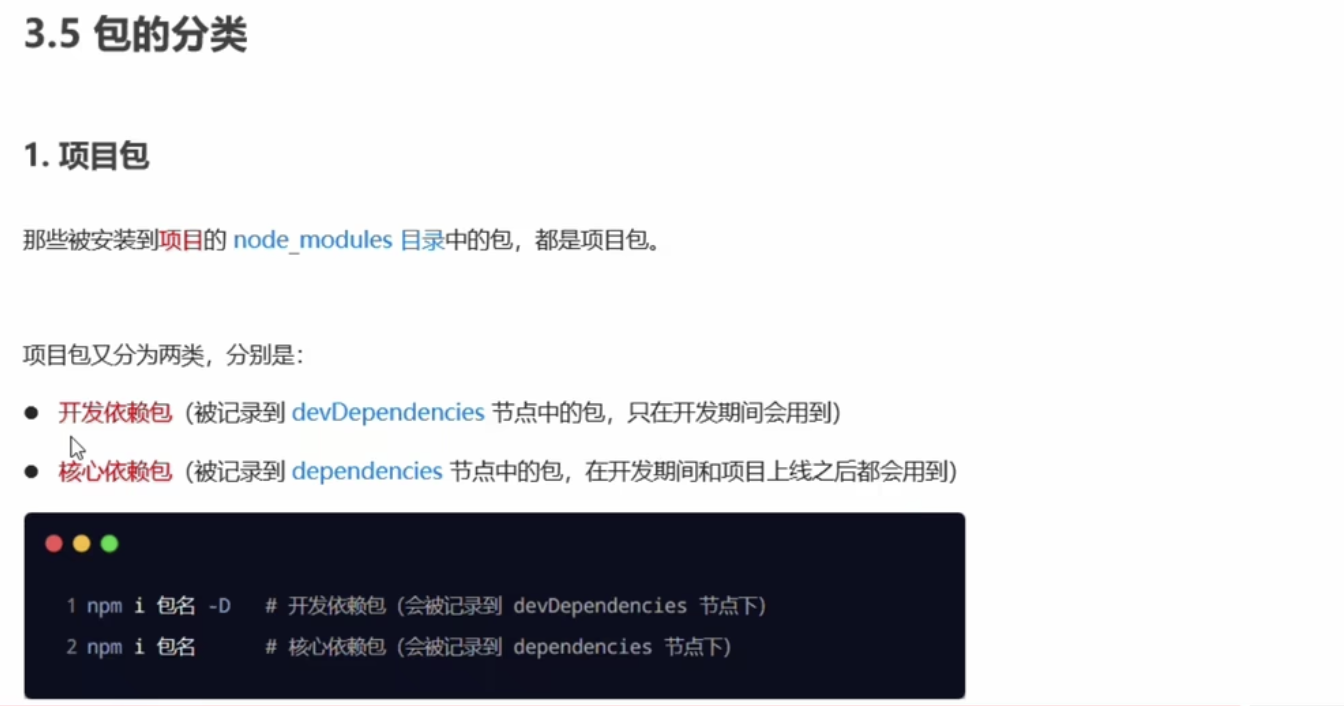 3.5 包的分类
1. 项目包
那些被安装到项目的 node_modules 目录中的包，都是项目包。
项目包又分为两类，分别是：
● 开发依赖包（被记录到 devDependencies 节点中的包，只在开发期间会用到）
● 核心依赖包（被记录到 dependencies 节点中的包，在开发期间和项目上线之后都会用到）
1 npm i 包名 -D # 开发依赖包（会被记录到 devDependencies 节点下）
2 npm i 包名 # 核心依赖包（会被记录到 dependencies 节点下）